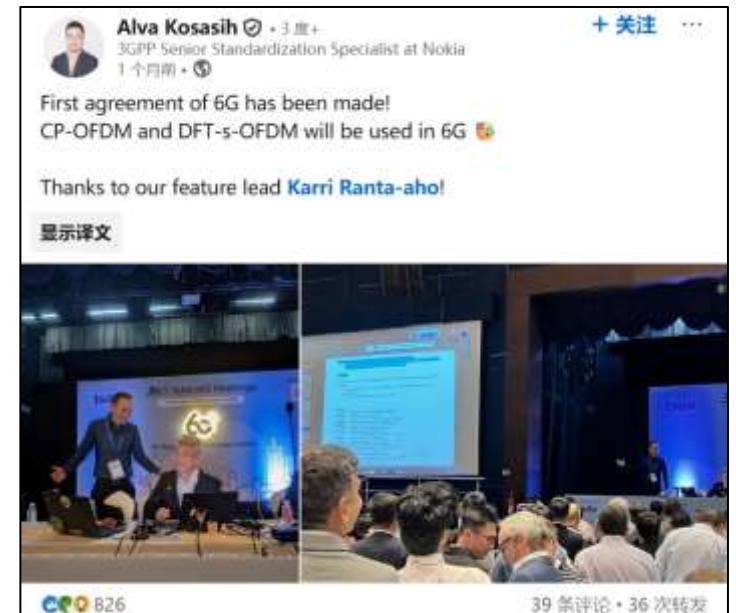 Alva Kosasih • 3 度+
+ 关注 ...
3GPP Senior Standardization Specialist at Nokia
1 个月前 •
First agreement of 6G has been made!
CP-OFDM and DFT-s-OFDM will be used in 6G
Thanks to our feature lead Karri Ranta-aho!
显示译文
6G
826
39 条评论 • 36 次转发